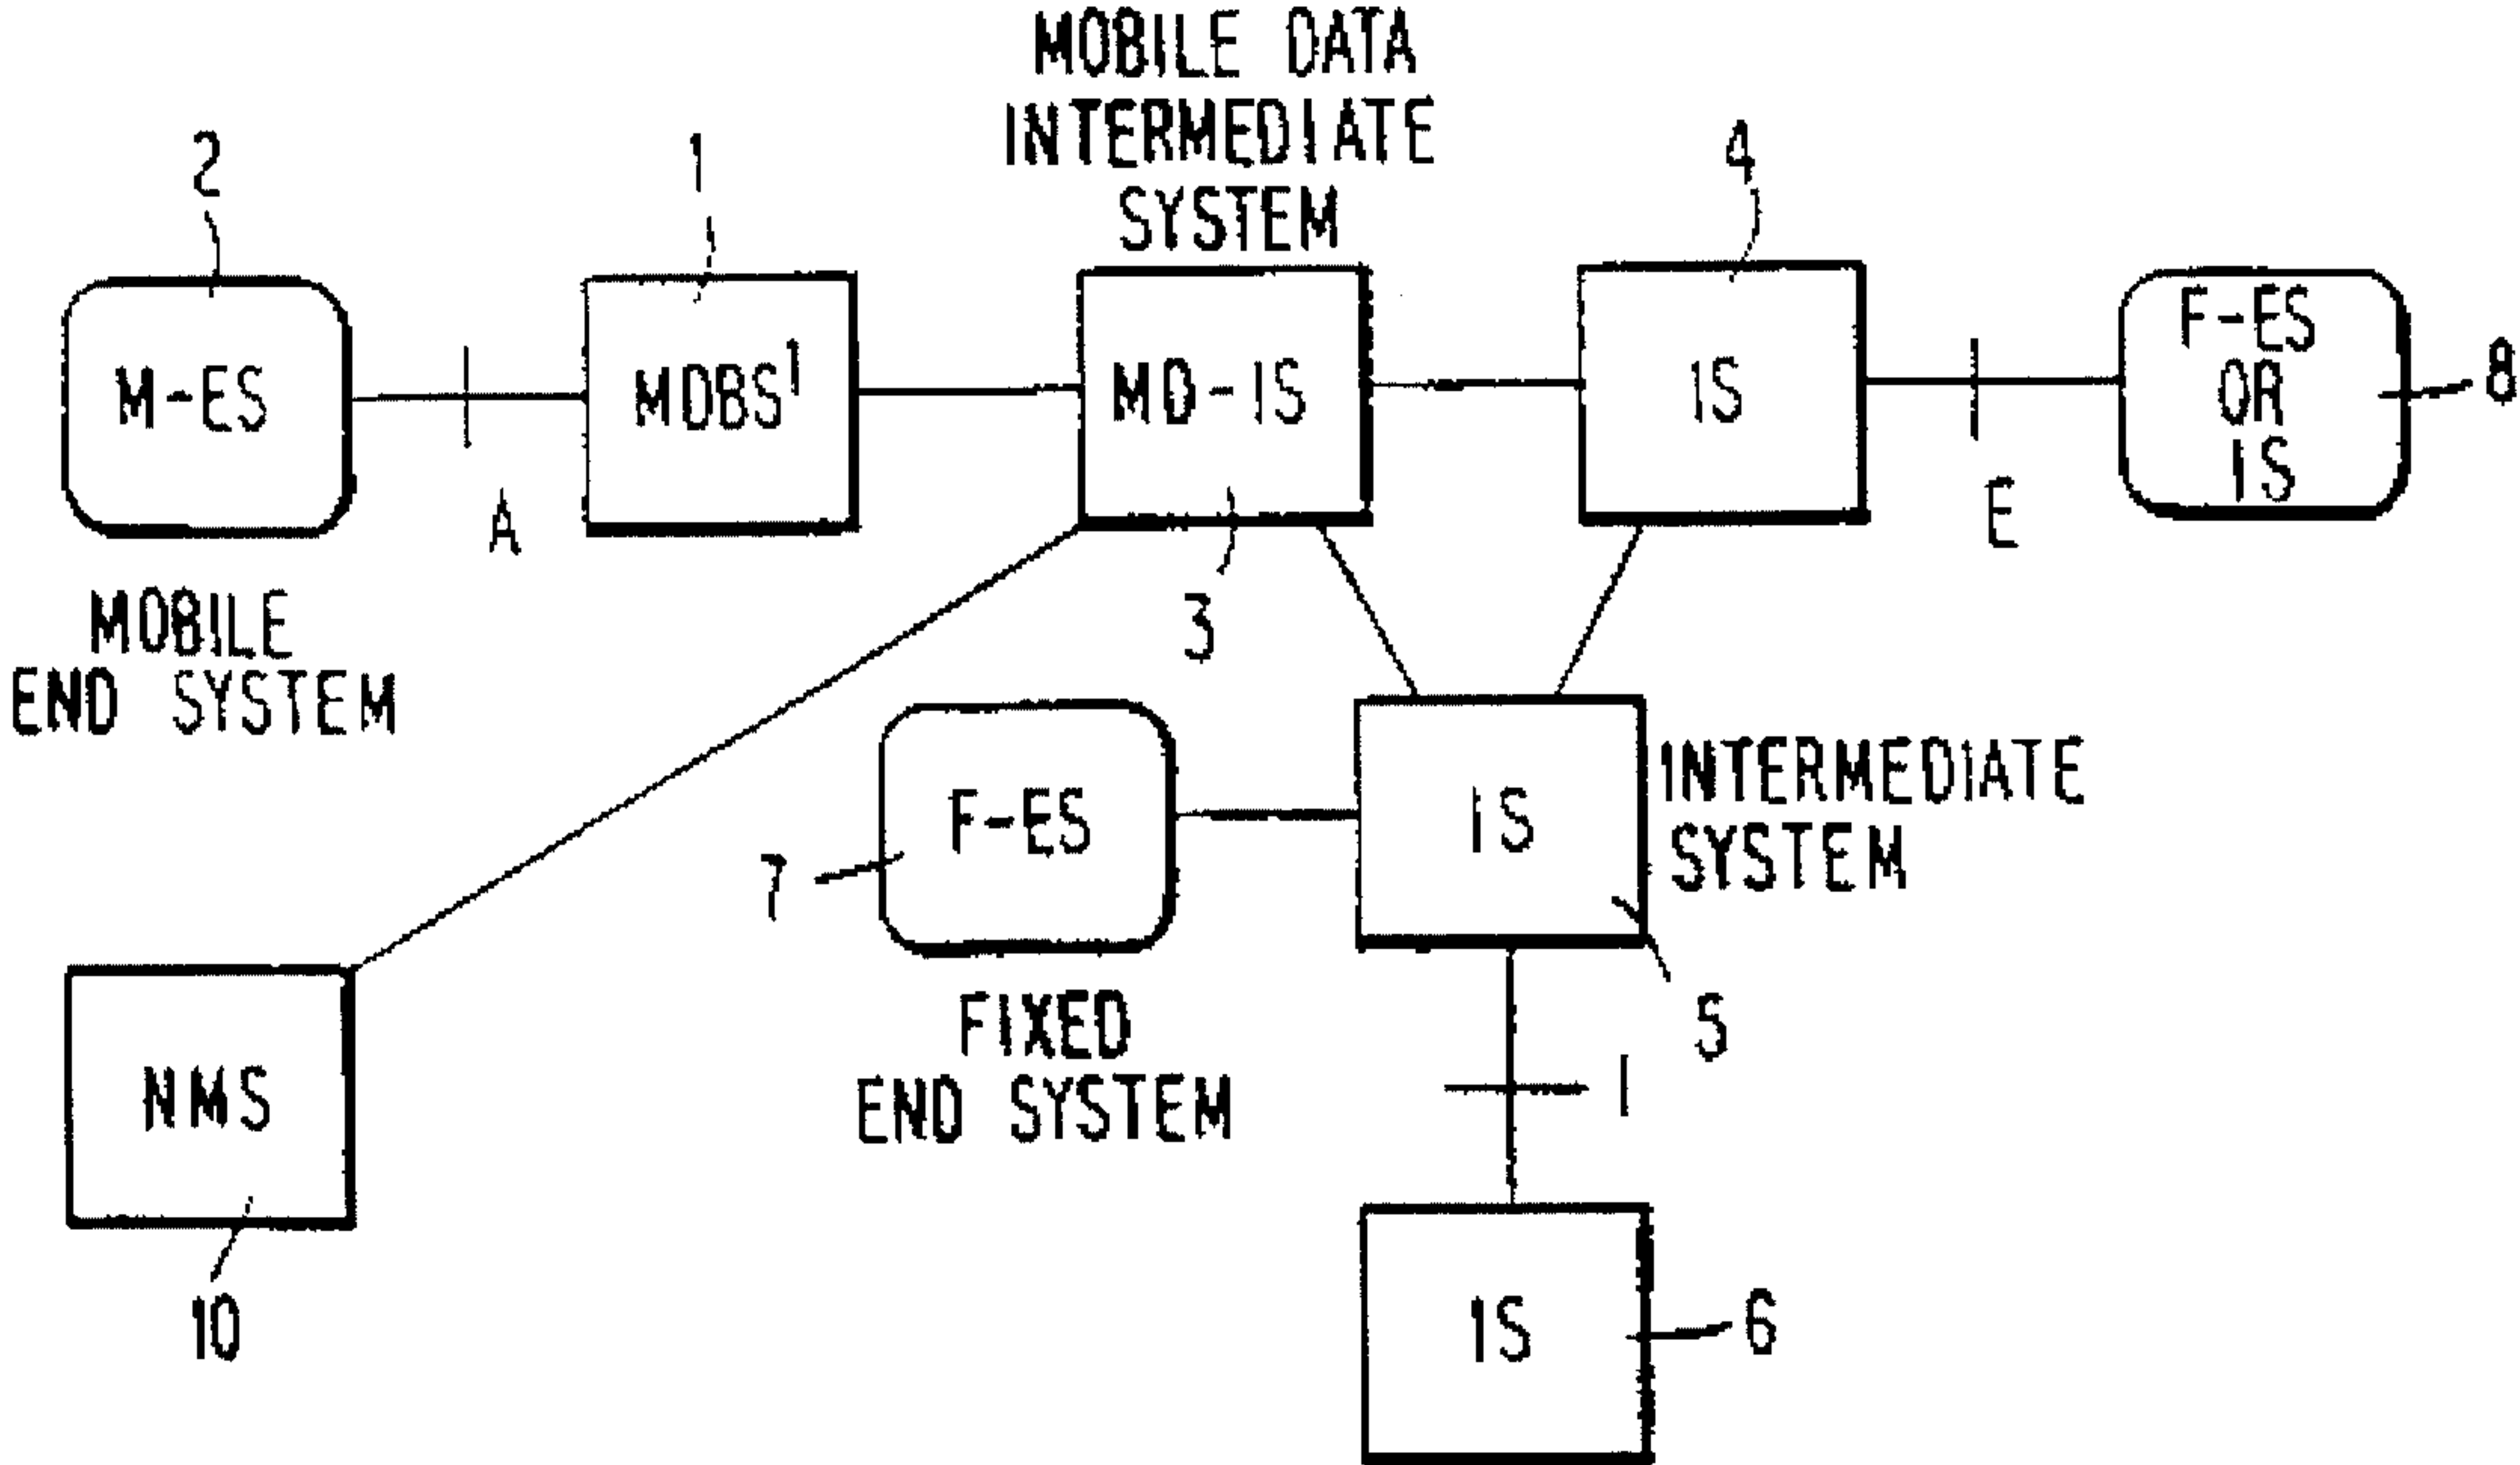 MOBILE DATA
INTERMEDIATE
SYSTEM
2
1
4
M-ES
MDBS1
MD-IS
IS
F-ES
OR
IS
8
A
E
3
MOBILE
END SYSTEM
F-ES
7
IS
INTERMEDIATE
SYSTEM
5
FIXED
END SYSTEM
NMS
10
I
IS
6